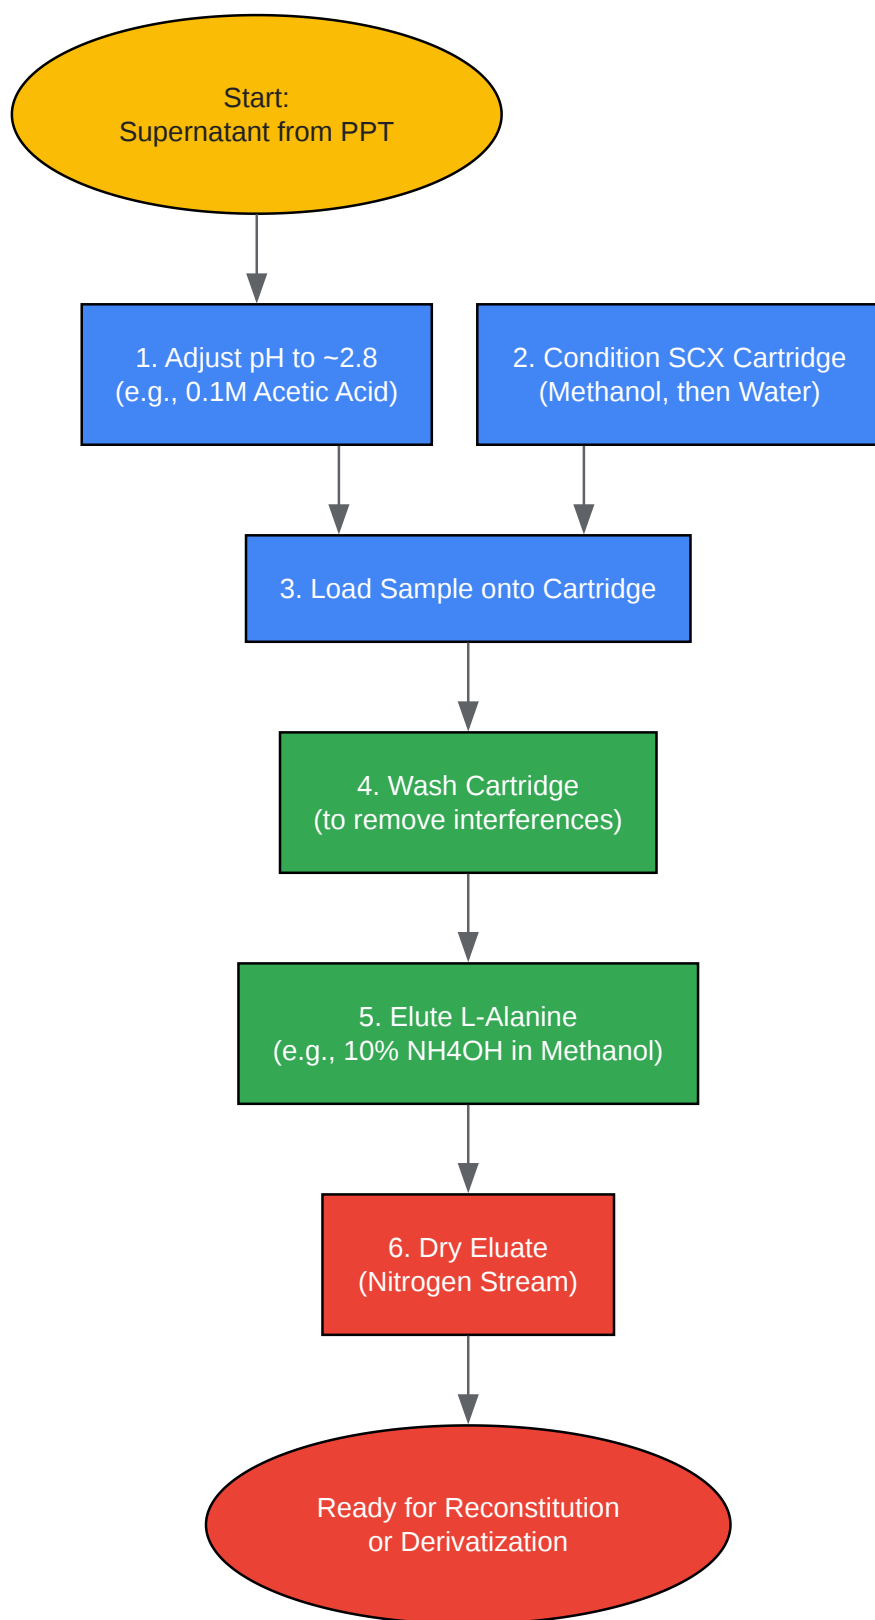 Start:
Supernatant from PPT
1. Adjust pH to ~2.8
(e.g., 0.1M Acetic Acid)
2. Condition SCX Cartridge
(Methanol, then Water)
3. Load Sample onto Cartridge
4. Wash Cartridge
(to remove interferences)
5. Elute L-Alanine
(e.g., 10% NH4OH in Methanol)
6. Dry Eluate
(Nitrogen Stream)
Ready for Reconstitution
or Derivatization